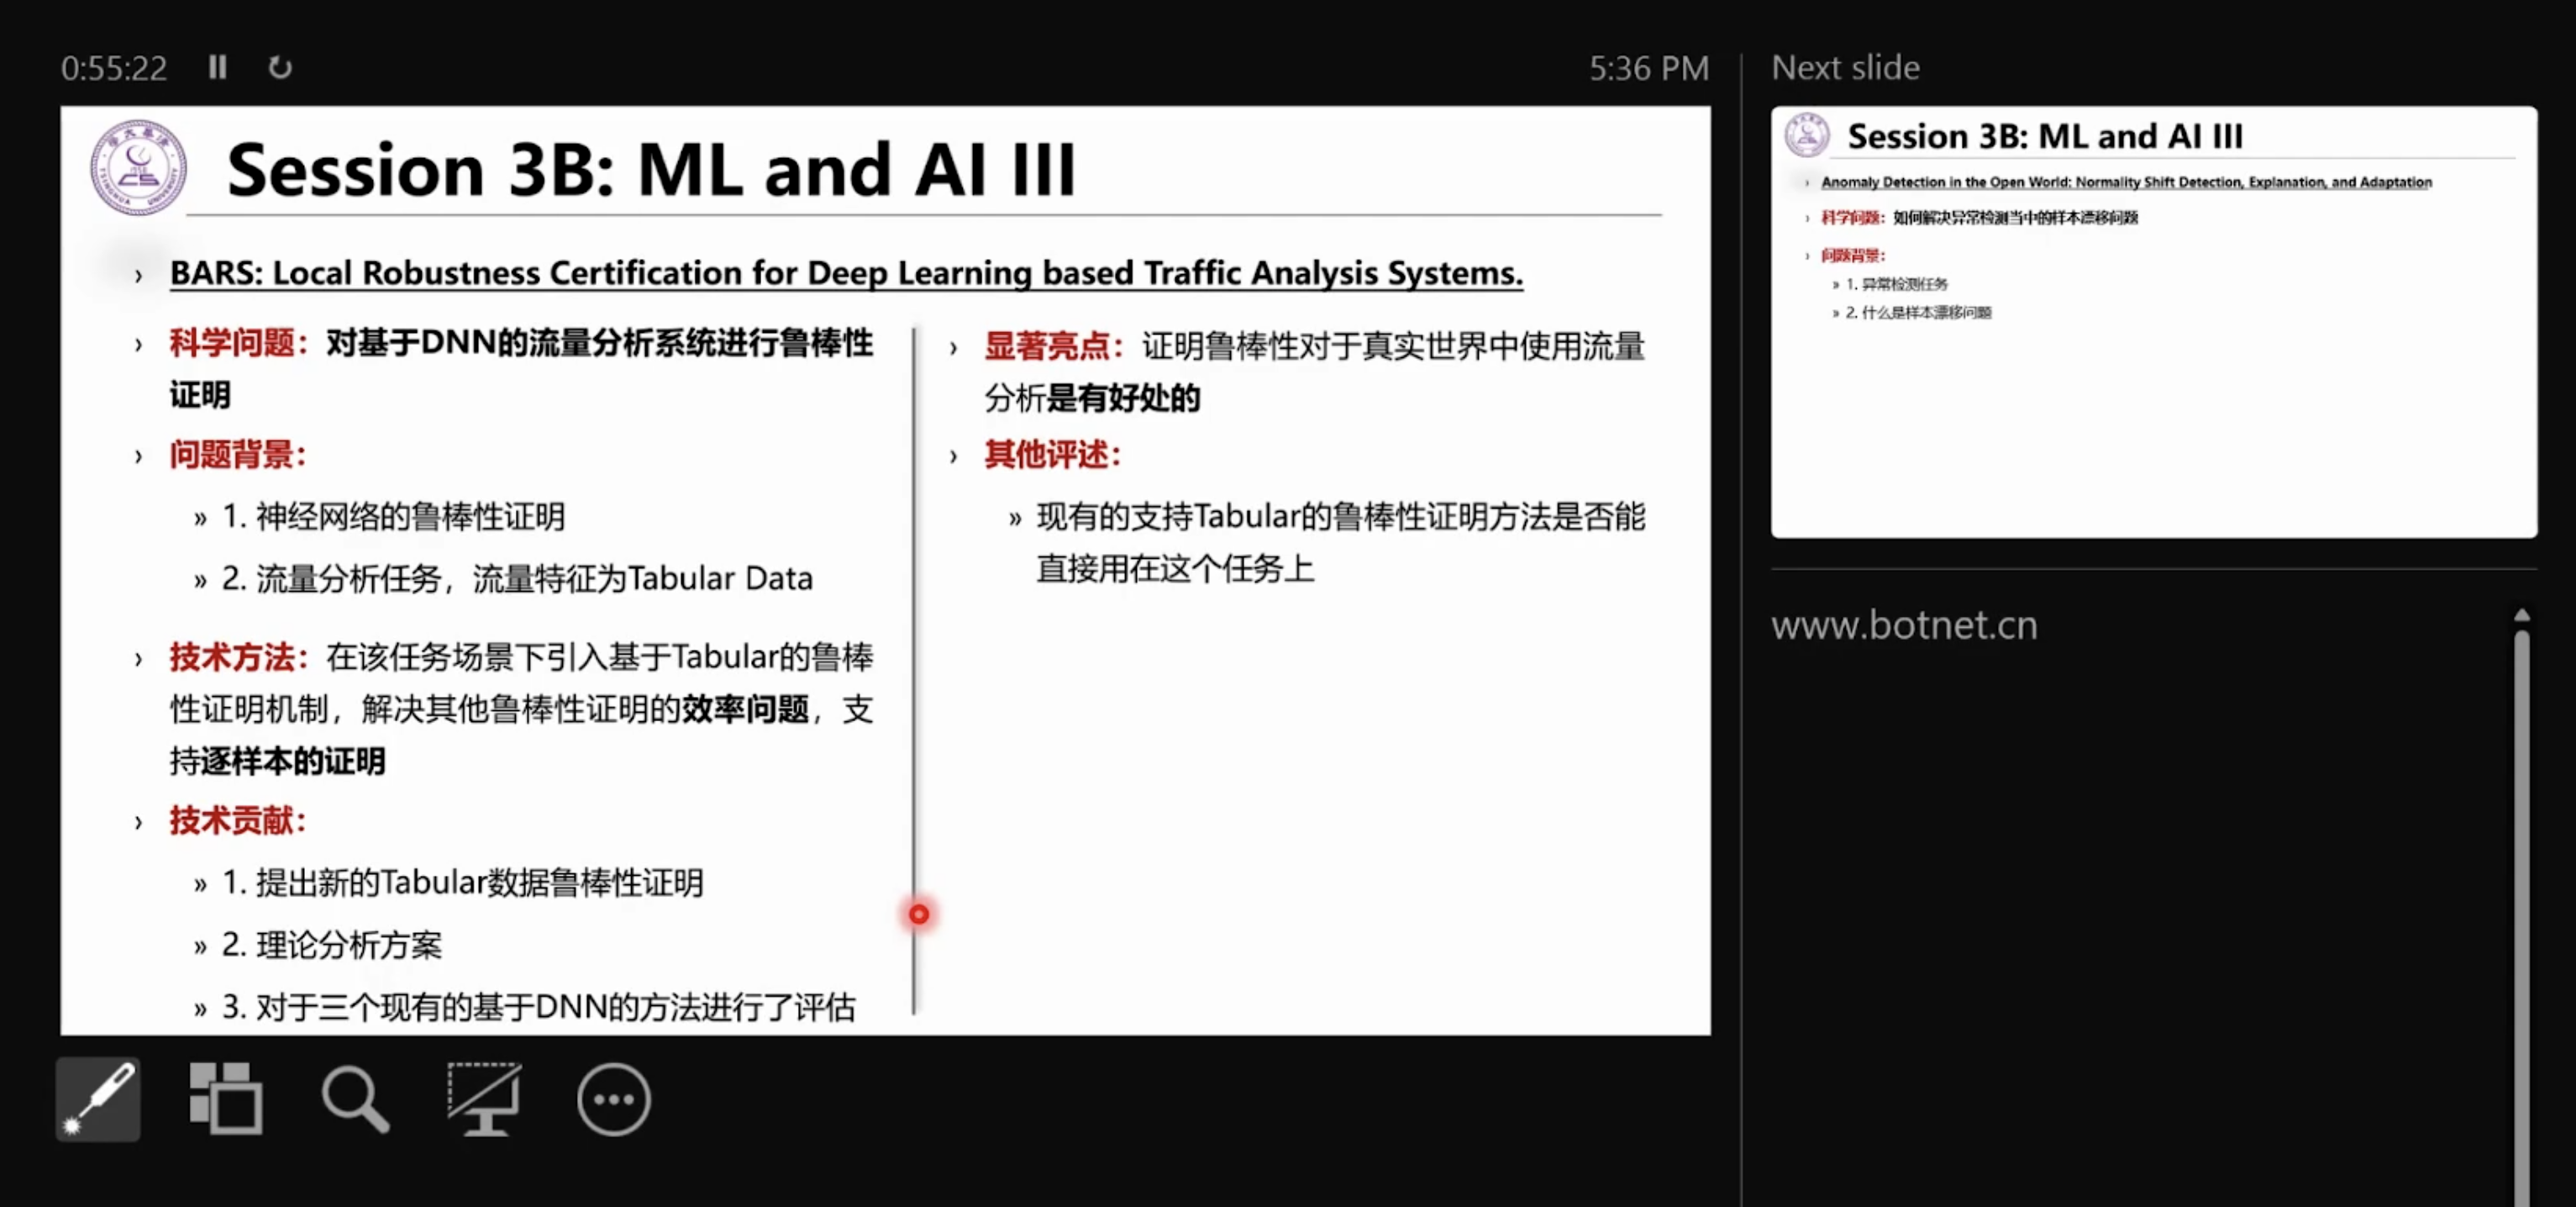 0:55:22
5:36 PM
Next slide
Session 3B: ML and AI III
› BARS: Local Robustness Certification for Deep Learning based Traffic Analysis Systems.
› 科学问题：对基于DNN的流量分析系统进行鲁棒性
证明
› 问题背景：
» 1. 神经网络的鲁棒性证明
» 2. 流量分析任务，流量特征为Tabular Data
› 技术方法：在该任务场景下引入基于Tabular的鲁棒
性证明机制，解决其他鲁棒性证明的效率问题，支
持逐样本的证明
› 技术贡献：
» 1. 提出新的Tabular数据鲁棒性证明
» 2. 理论分析方案
» 3. 对于三个现有的基于DNN的方法进行了评估
› 显著亮点：证明鲁棒性对于真实世界中使用流量
分析是有好处的
› 其他评述：
» 现有的支持Tabular的鲁棒性证明方法是否能
直接用在这个任务上
Session 3B: ML and AI III
› Anomaly Detection in the Open World: Normality Shift Detection, Explanation, and Adaptation
› 科学问题：如何解决异常检测当中的样本漂移问题
› 问题背景：
» 1. 异常检测任务
» 2. 什么是样本漂移问题
www.botnet.cn